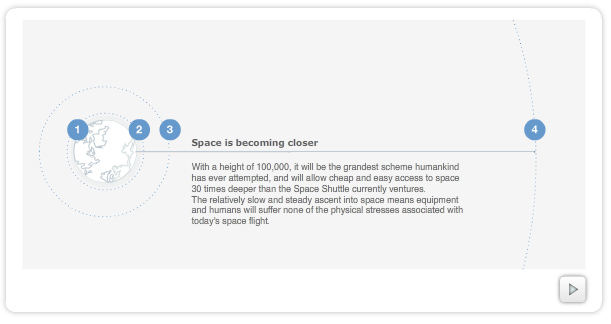 1 2 3 4
Space is becoming closer
With a height of 100,000, it will be the grandest scheme humankind
has ever attempted, and will allow cheap and easy access to space
30 times deeper than the Space Shuttle currently ventures.
The relatively slow and steady ascent into space means equipment
and humans will suffer none of the physical stresses associated with
today's space flight.